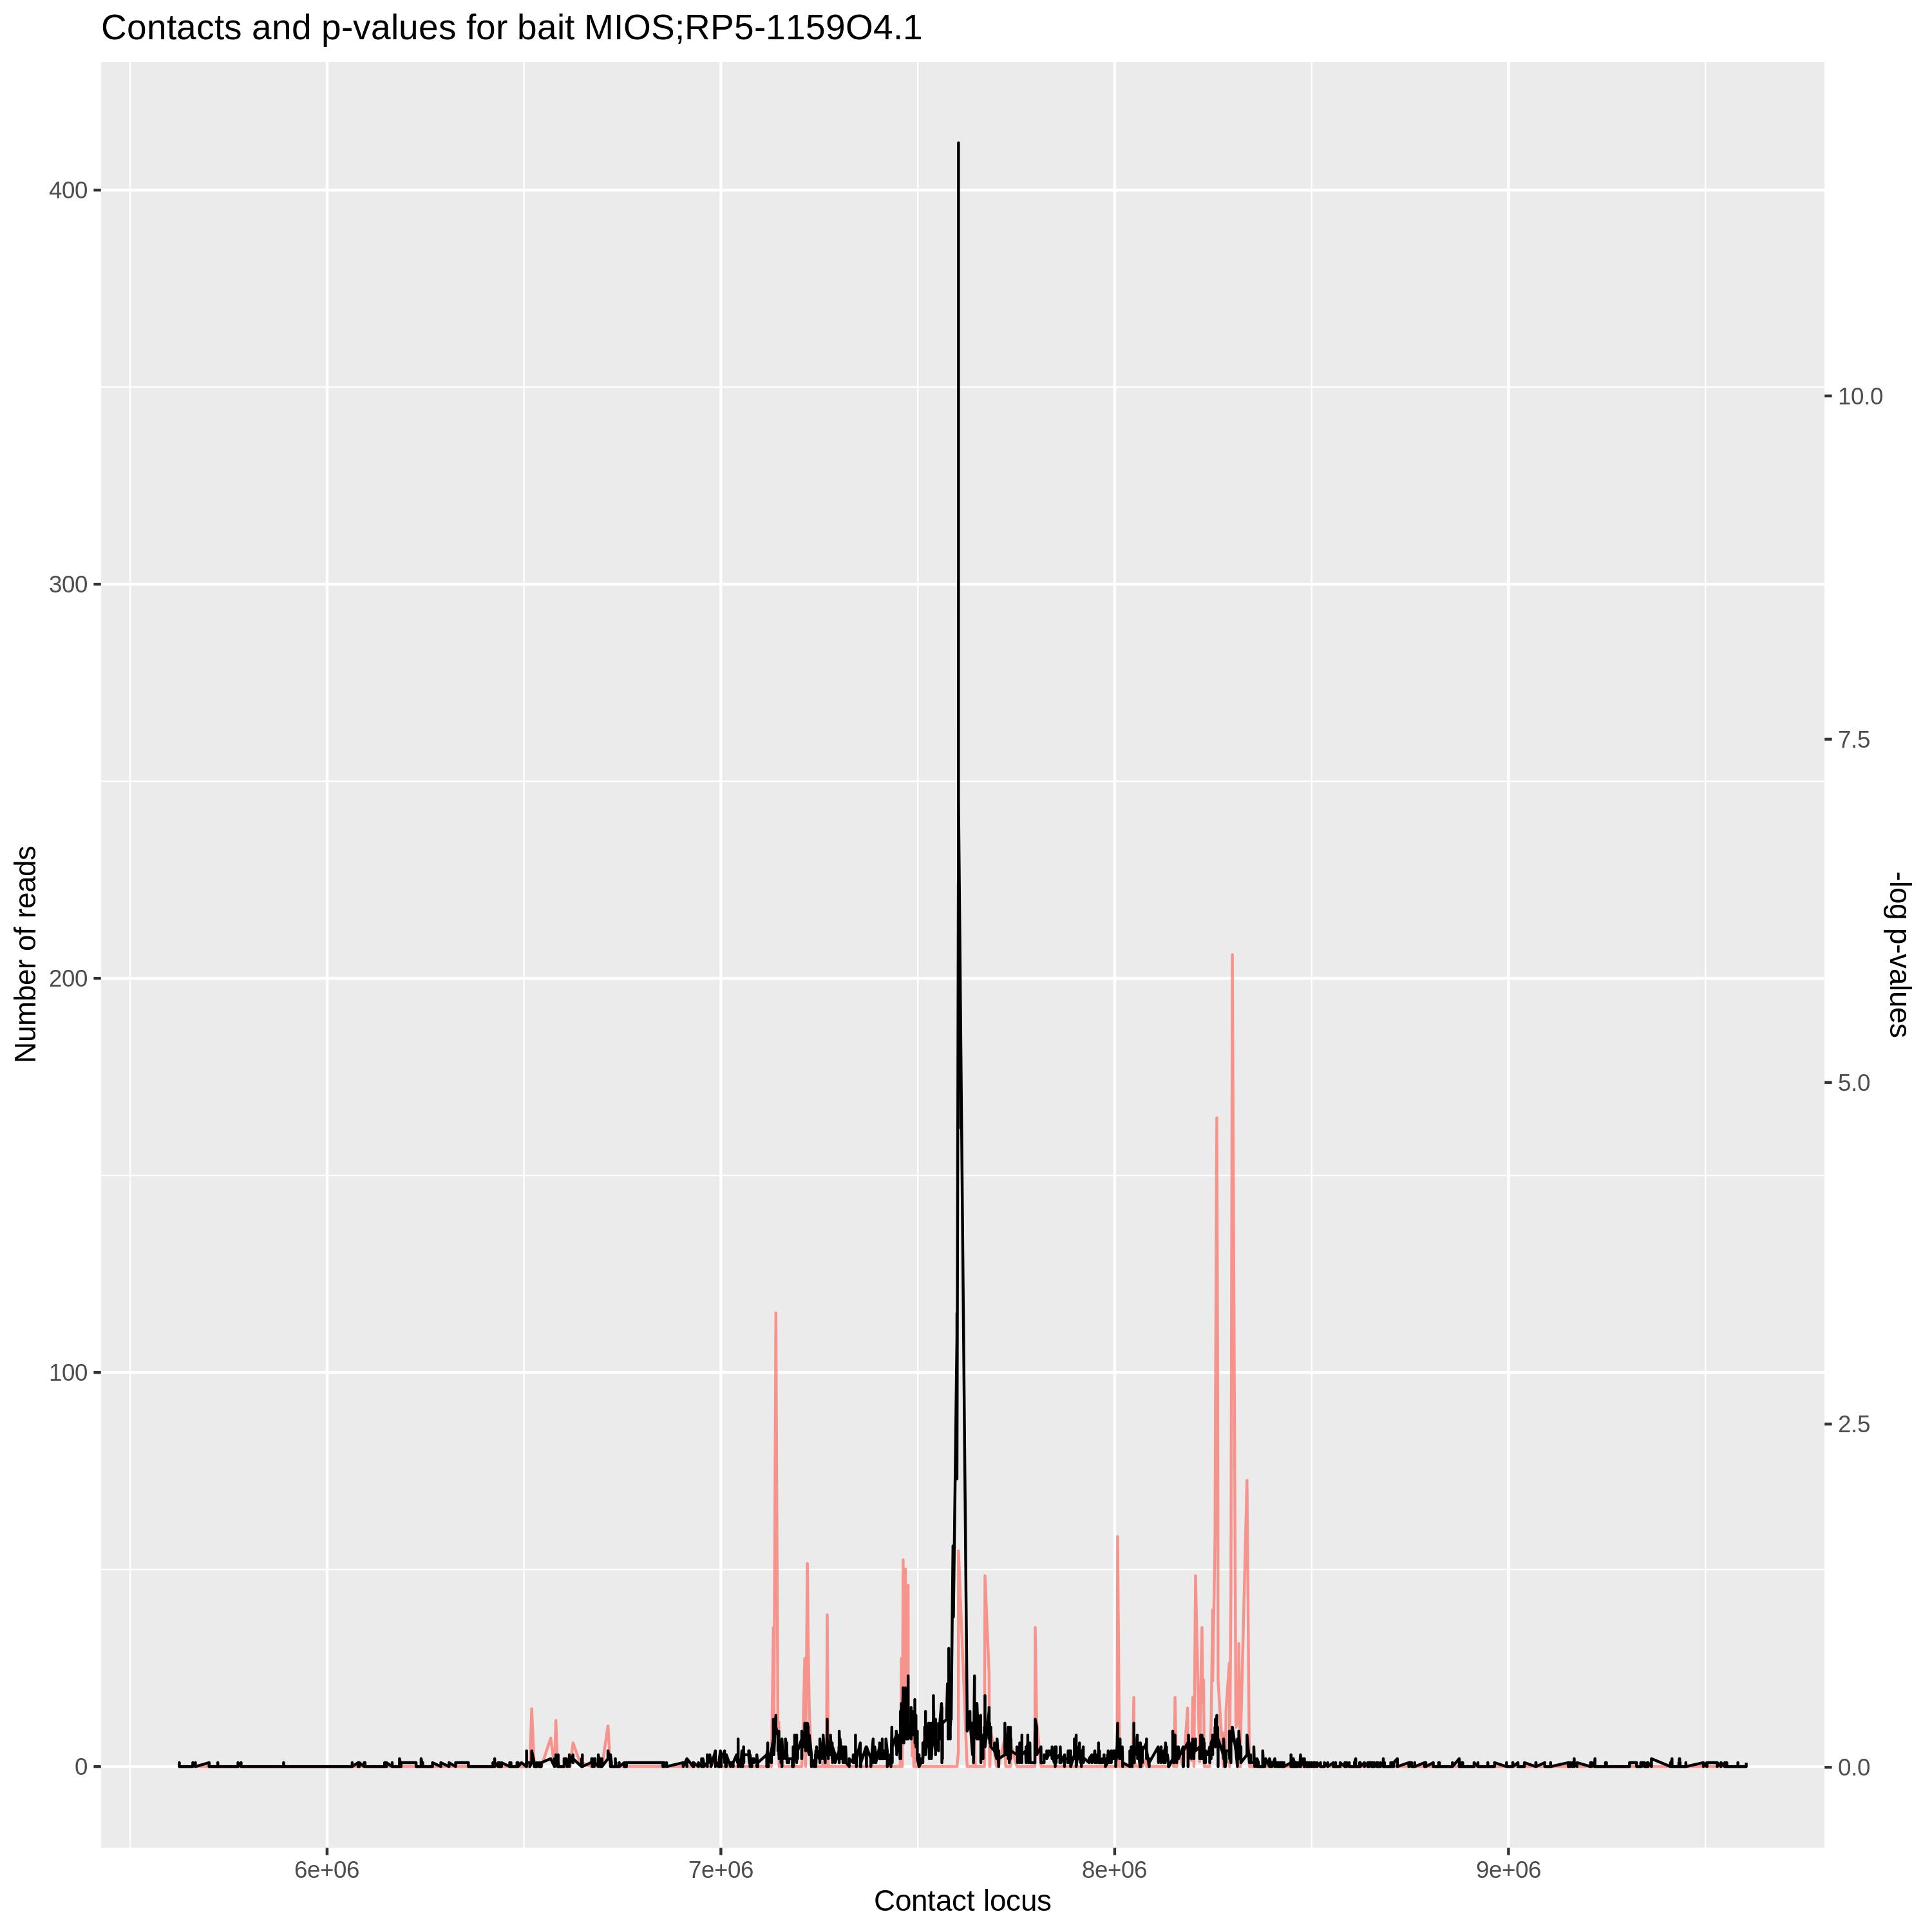 Contacts and p-values for bait MIOS;RP5-1159O4.1
400
300
200
100
0
Number of reads
10.0
7.5
5.0
2.5
0.0
-log p-values
6e+06 7e+06 8e+06 9e+06
Contact locus